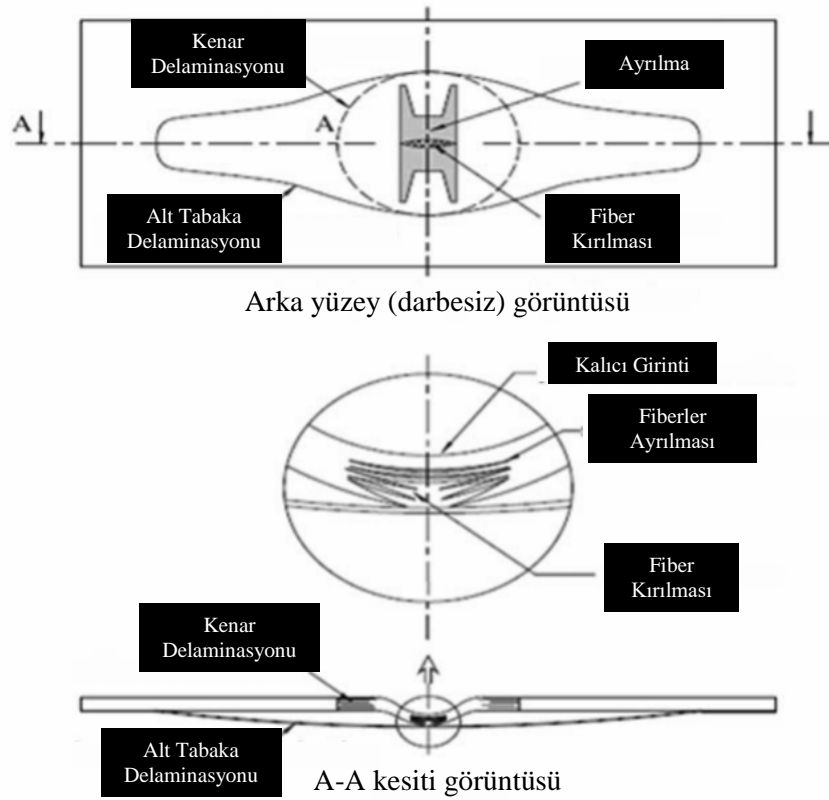 Kenar
Delaminasyonu
Ayrılma
A
A
Alt Tabaka
Delaminasyonu
Fiber
Kırılması
Arka yüzey (darbesiz) görüntüsü
Kalıcı Girinti
Fiberler
Ayrılması
Fiber
Kırılması
Kenar
Delaminasyonu
Alt Tabaka
Delaminasyonu
A-A kesiti görüntüsü